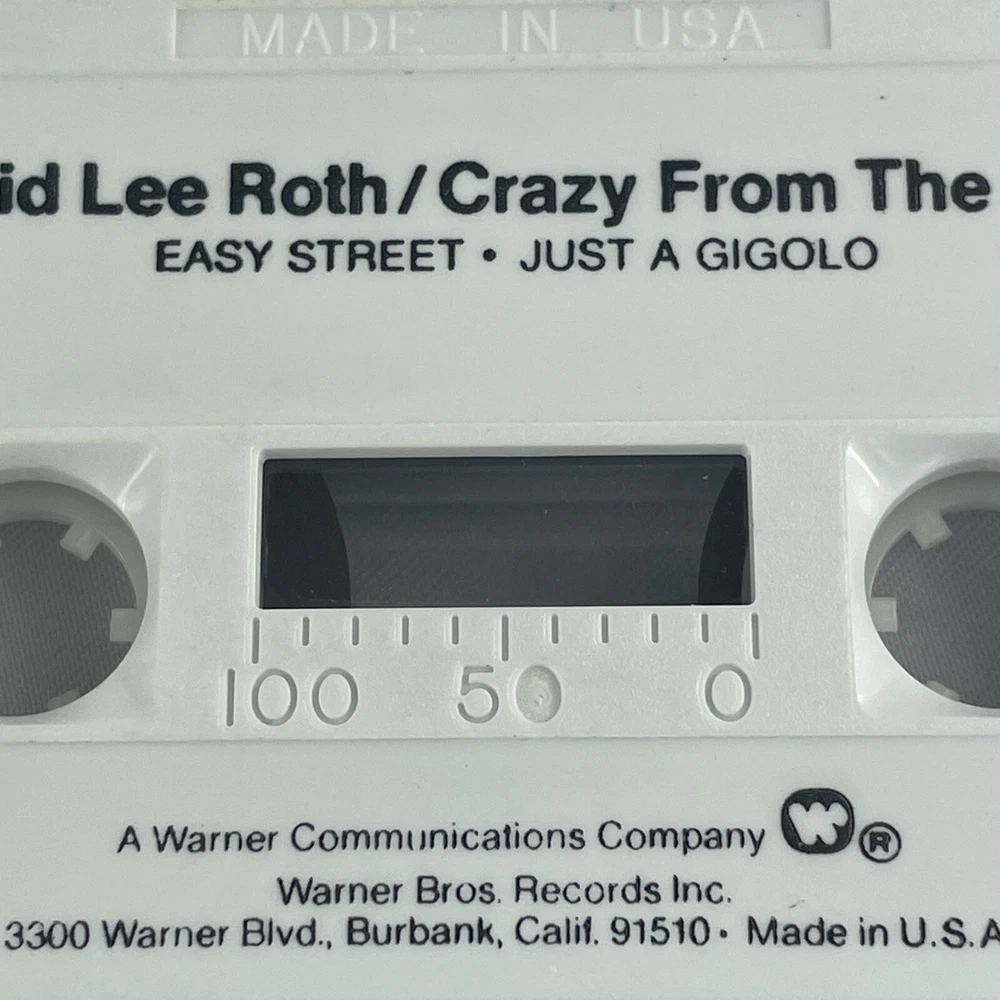 MADE IN USA
id Lee Roth / Crazy From The
EASY STREET • JUST A GIGOLO
100 50 0
A Warner Communications Company W ®
Warner Bros. Records Inc.
3300 Warner Blvd., Burbank, Calif. 91510 • Made in U.S.A